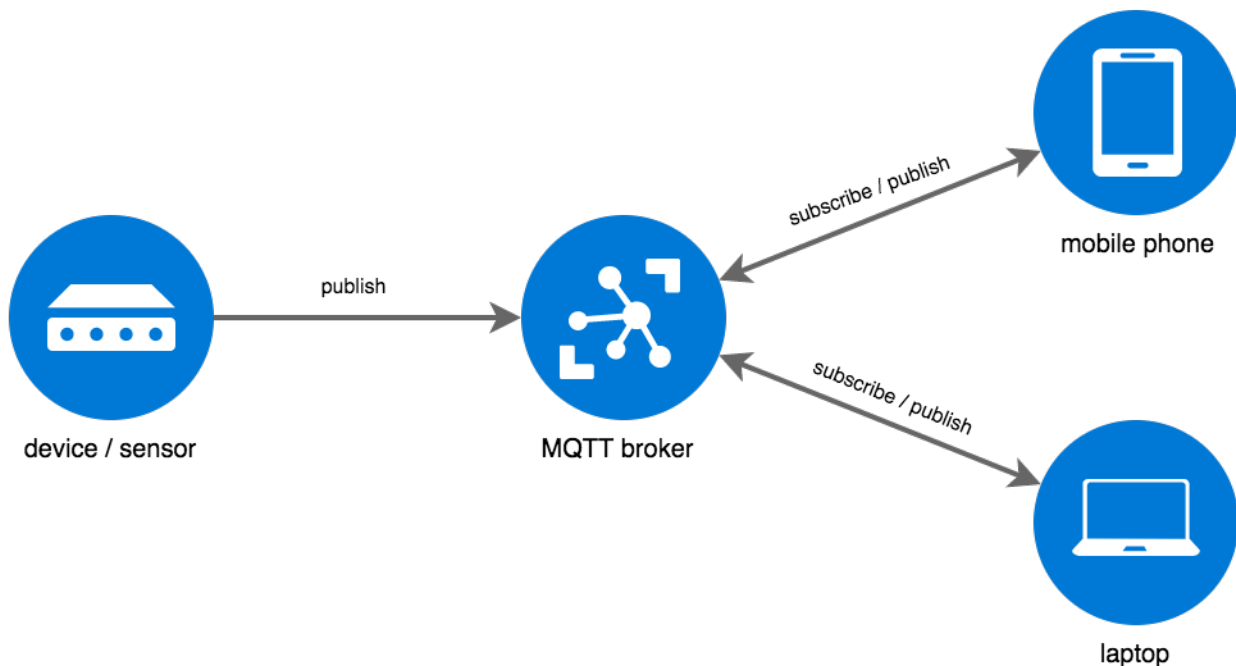 subscribe / publish
mobile phone
publish
device / sensor
MQTT broker
subscribe / publish
laptop